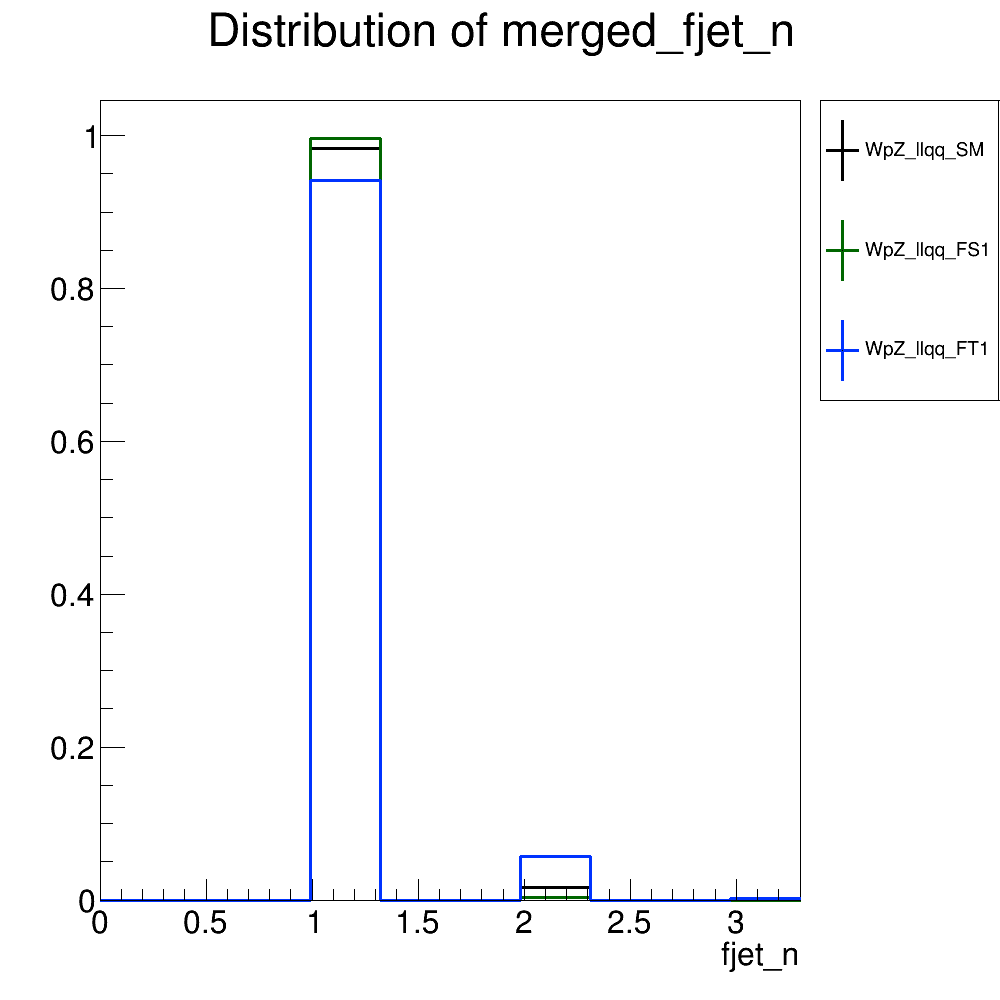 Distribution of merged_fjet_n
WpZ_llqq_SM
WpZ_llqq_FS1
WpZ_llqq_FT1
1
0.8
0.6
0.4
0.2
0
0 0.5 1 1.5 2 2.5 3
fjet_n